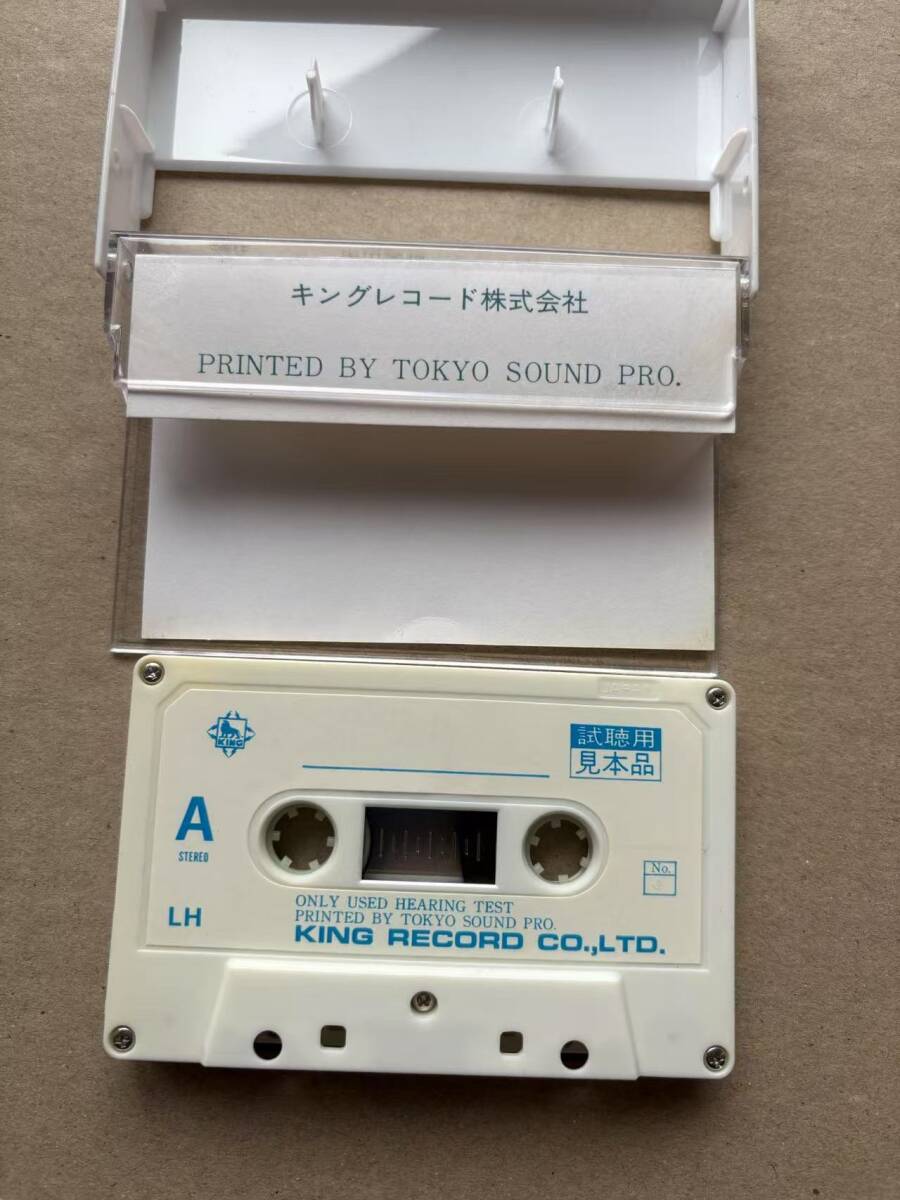 キングレコード株式会社
PRINTED BY TOKYO SOUND PRO.
JAPAN
KING
試聴用
見本品
A
STEREO
No.
LH
ONLY USED HEARING TEST
PRINTED BY TOKYO SOUND PRO.
KING RECORD CO.,LTD.